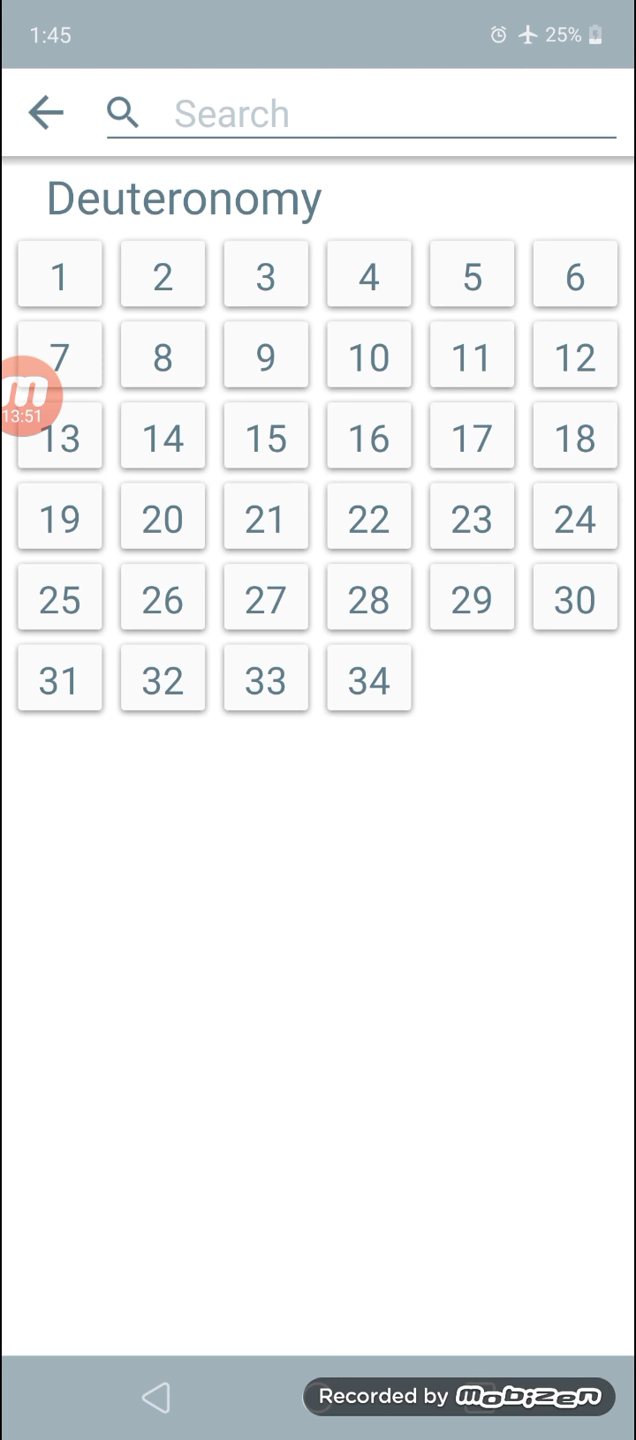 1:45 25%
Search
Deuteronomy
1 2 3 4 5 6
7 8 9 10 11 12
m
13:51
13 14 15 16 17 18
19 20 21 22 23 24
25 26 27 28 29 30
31 32 33 34
Recorded by mobizen